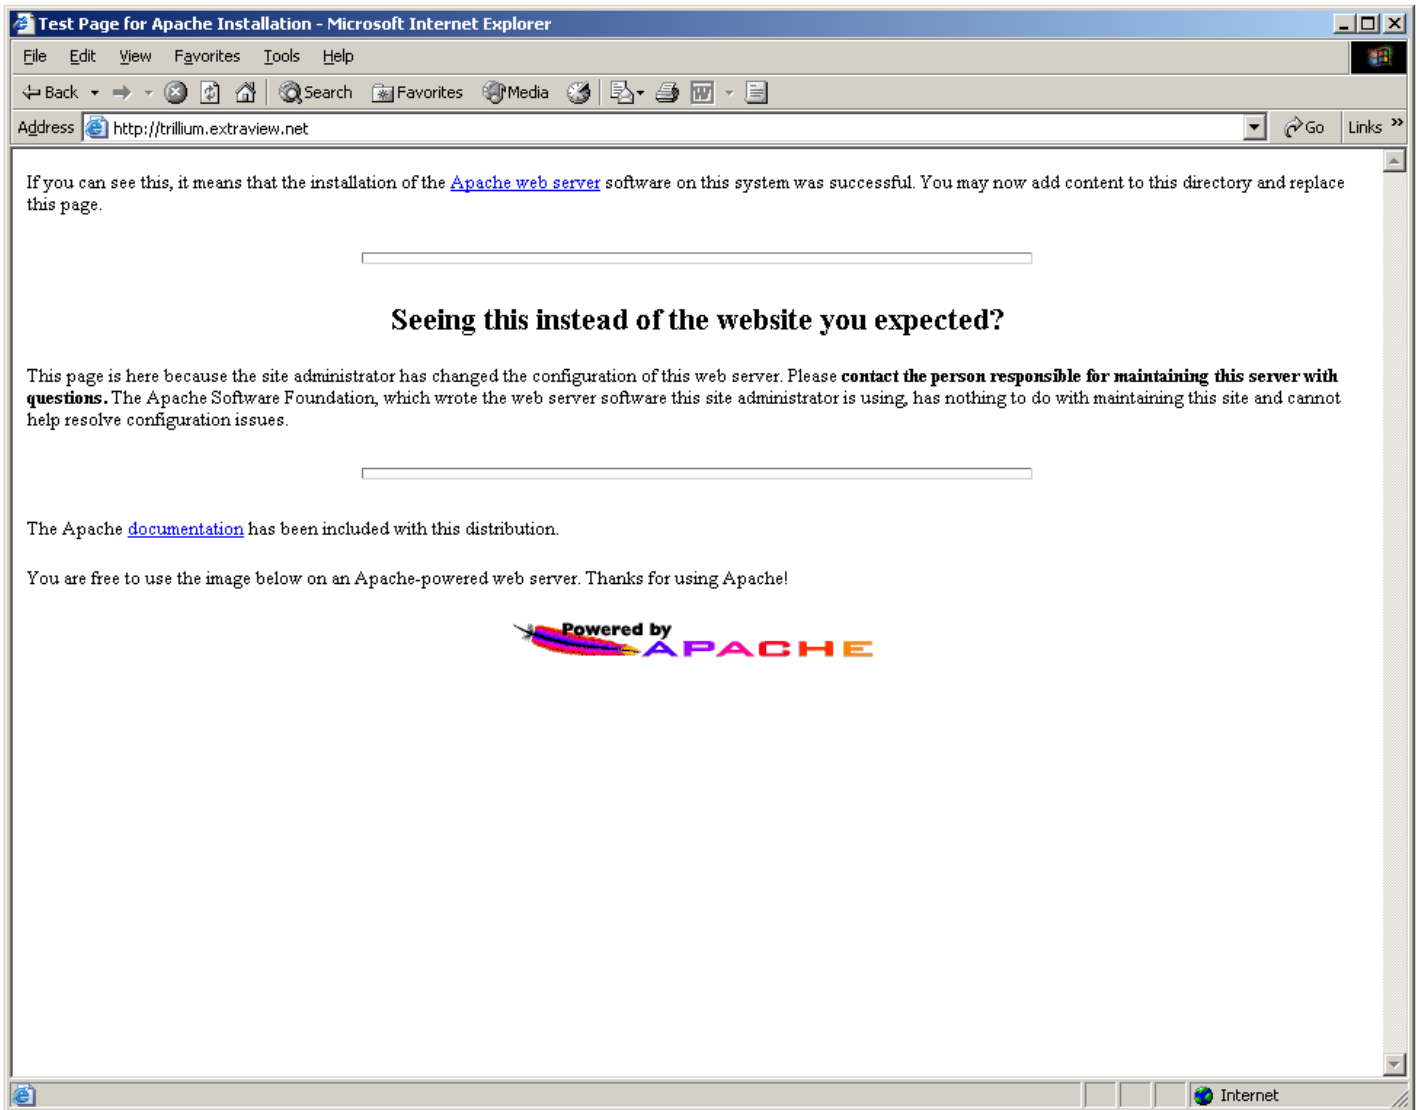 Test Page for Apache Installation - Microsoft Internet Explorer
File Edit View Favorites Tools Help
Back Search Favorites Media W
Address http://trillium.extraview.net Go Links »
If you can see this, it means that the installation of the Apache web server software on this system was successful. You may now add content to this directory and replace
this page.
Seeing this instead of the website you expected?
This page is here because the site administrator has changed the configuration of this web server. Please contact the person responsible for maintaining this server with
questions. The Apache Software Foundation, which wrote the web server software this site administrator is using, has nothing to do with maintaining this site and cannot
help resolve configuration issues.
The Apache documentation has been included with this distribution.
You are free to use the image below on an Apache-powered web server. Thanks for using Apache!
Powered by
APACHE
Internet